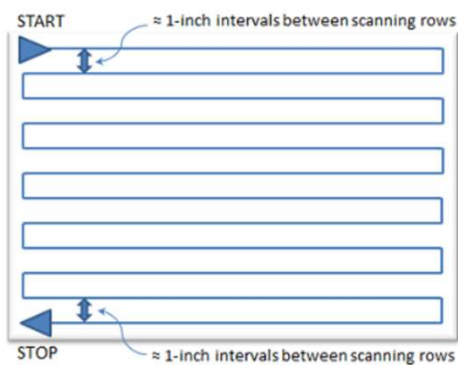 START
≈ 1-inch intervals between scanning rows
STOP
≈ 1-inch intervals between scanning rows